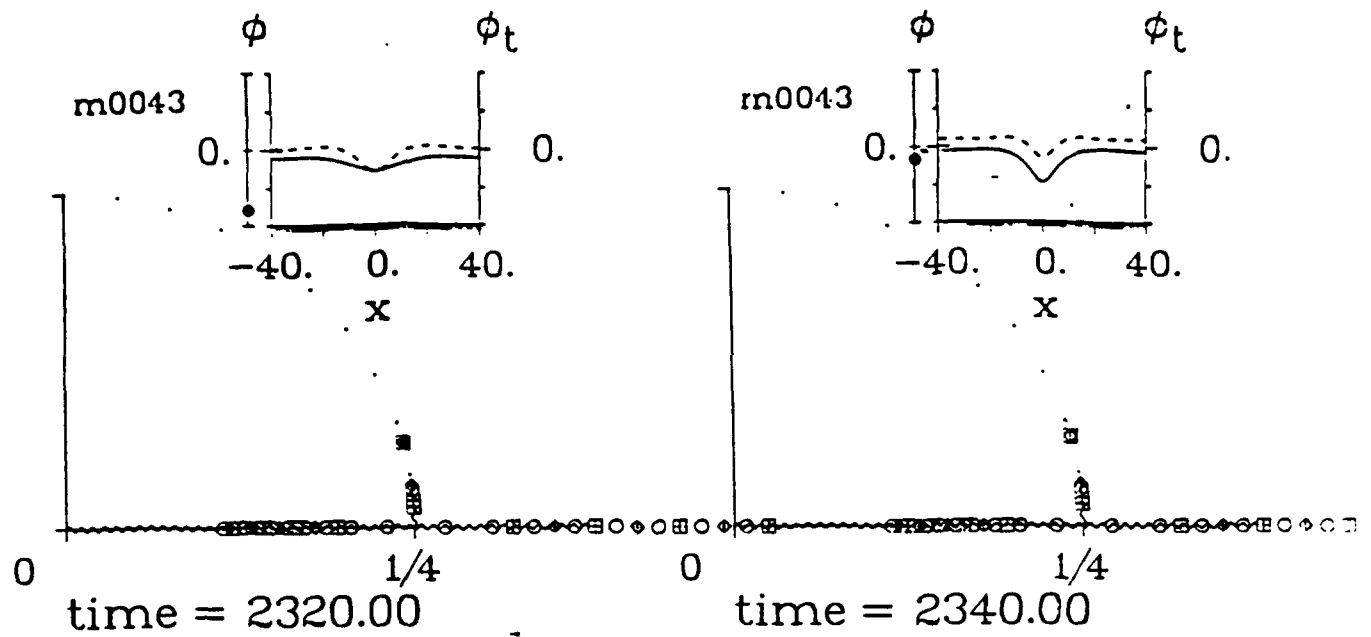 ϕ ϕt
m0043
0. 0.
−40. 0. 40.
x
0 1/4
time = 2320.00
ϕ ϕt
m0043
0. 0.
−40. 0. 40.
x
0 1/4
time = 2340.00